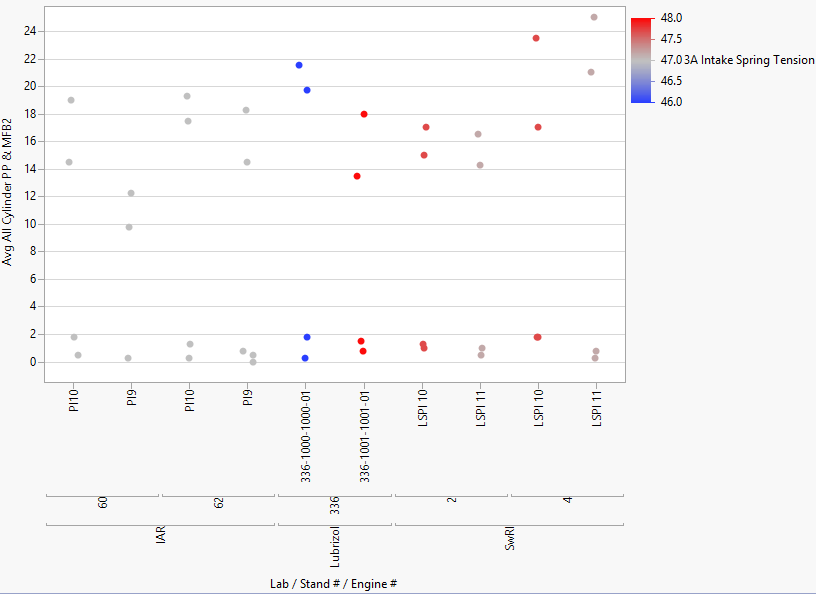 Avg All Cylinder PP & MFB2
24
22
20
18
16
14
12
10
8
6
4
2
0
48.0
47.5
47.0
46.5
46.0
3A Intake Spring Tension
PI10
PI9
PI10
PI9
336-1000-1000-01
336-1001-1001-01
LSPI 10
LSPI 11
LSPI 10
LSPI 11
60
62
336
2
4
IAR
Lubrizol
SwRI
Lab / Stand # / Engine #